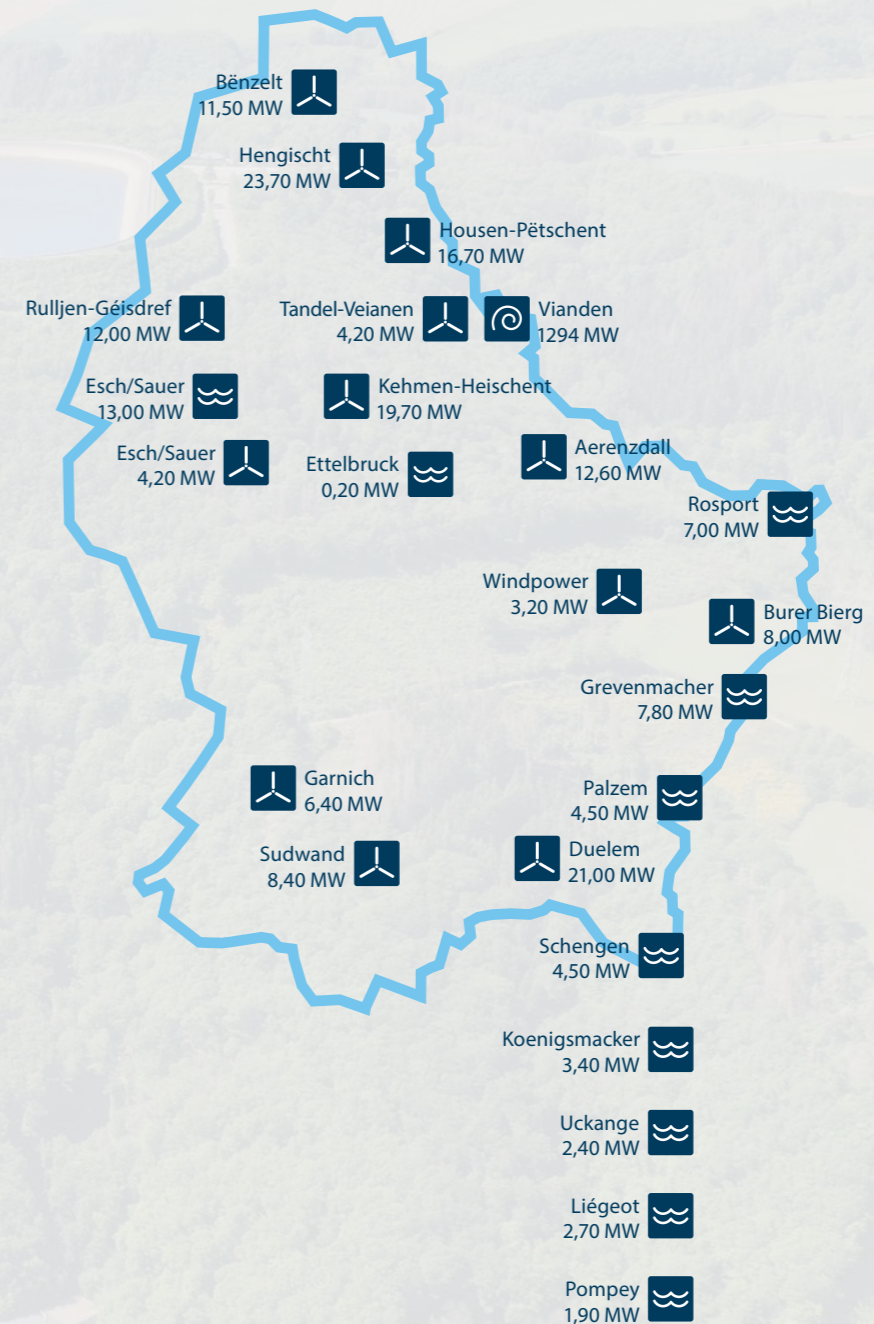 Bënzelt
11,50 MW
Hengischt
23,70 MW
Housen-Pëtschent
16,70 MW
Rulljen-Géisdref
12,00 MW
Tandel-Veianen
4,20 MW
Vianden
1294 MW
Esch/Sauer
13,00 MW
Kehmen-Heischent
19,70 MW
Esch/Sauer
4,20 MW
Ettelbruck
0,20 MW
Aerenzdall
12,60 MW
Rosport
7,00 MW
Windpower
3,20 MW
Burer Bierg
8,00 MW
Grevenmacher
7,80 MW
Garnich
6,40 MW
Palzem
4,50 MW
Sudwand
8,40 MW
Duelem
21,00 MW
Schengen
4,50 MW
Koenigsmacker
3,40 MW
Uckange
2,40 MW
Liégeot
2,70 MW
Pompey
1,90 MW